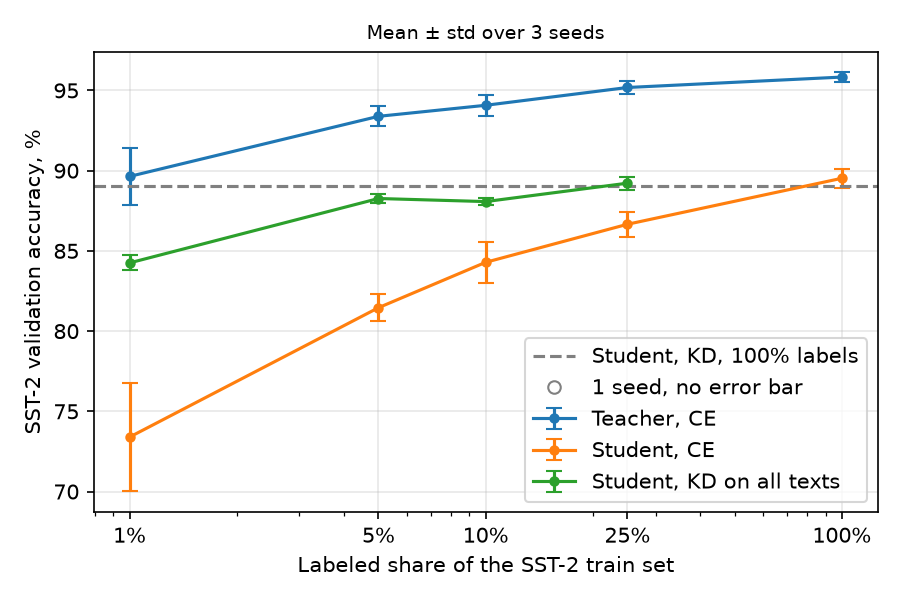 Mean ± std over 3 seeds
SST-2 validation accuracy, %
95
90
85
80
75
70
Student, KD, 100% labels
1 seed, no error bar
Teacher, CE
Student, CE
Student, KD on all texts
1%
5%
10%
25%
100%
Labeled share of the SST-2 train set